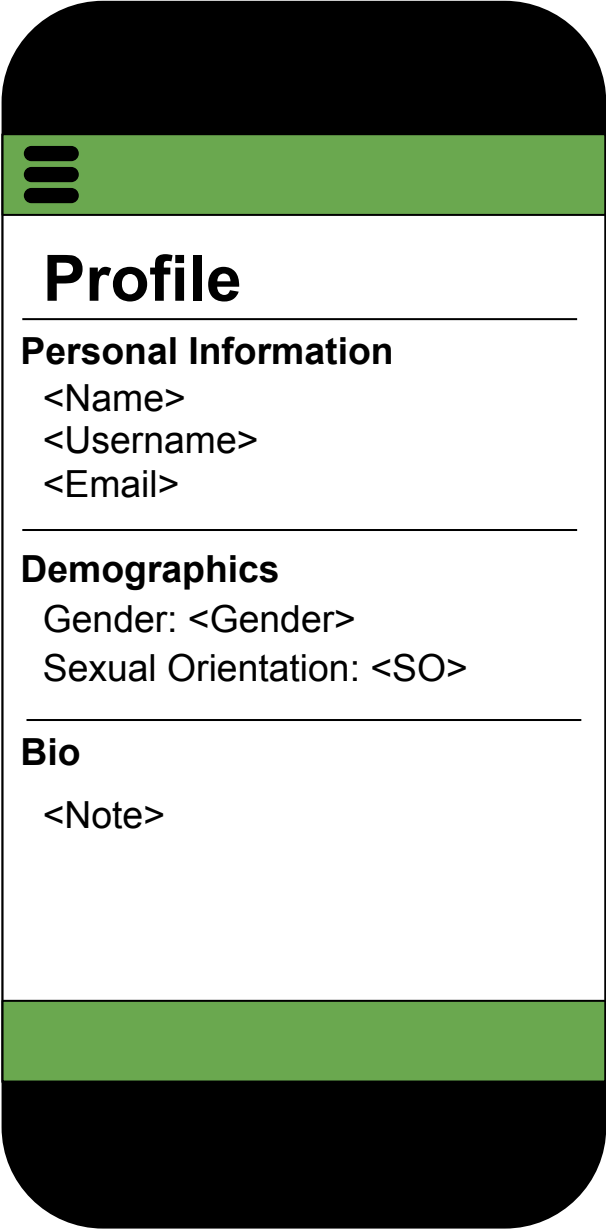 Profile
Personal Information
<Name>
<Username>
<Email>
Demographics
Gender: <Gender>
Sexual Orientation: <SO>
Bio
<Note>